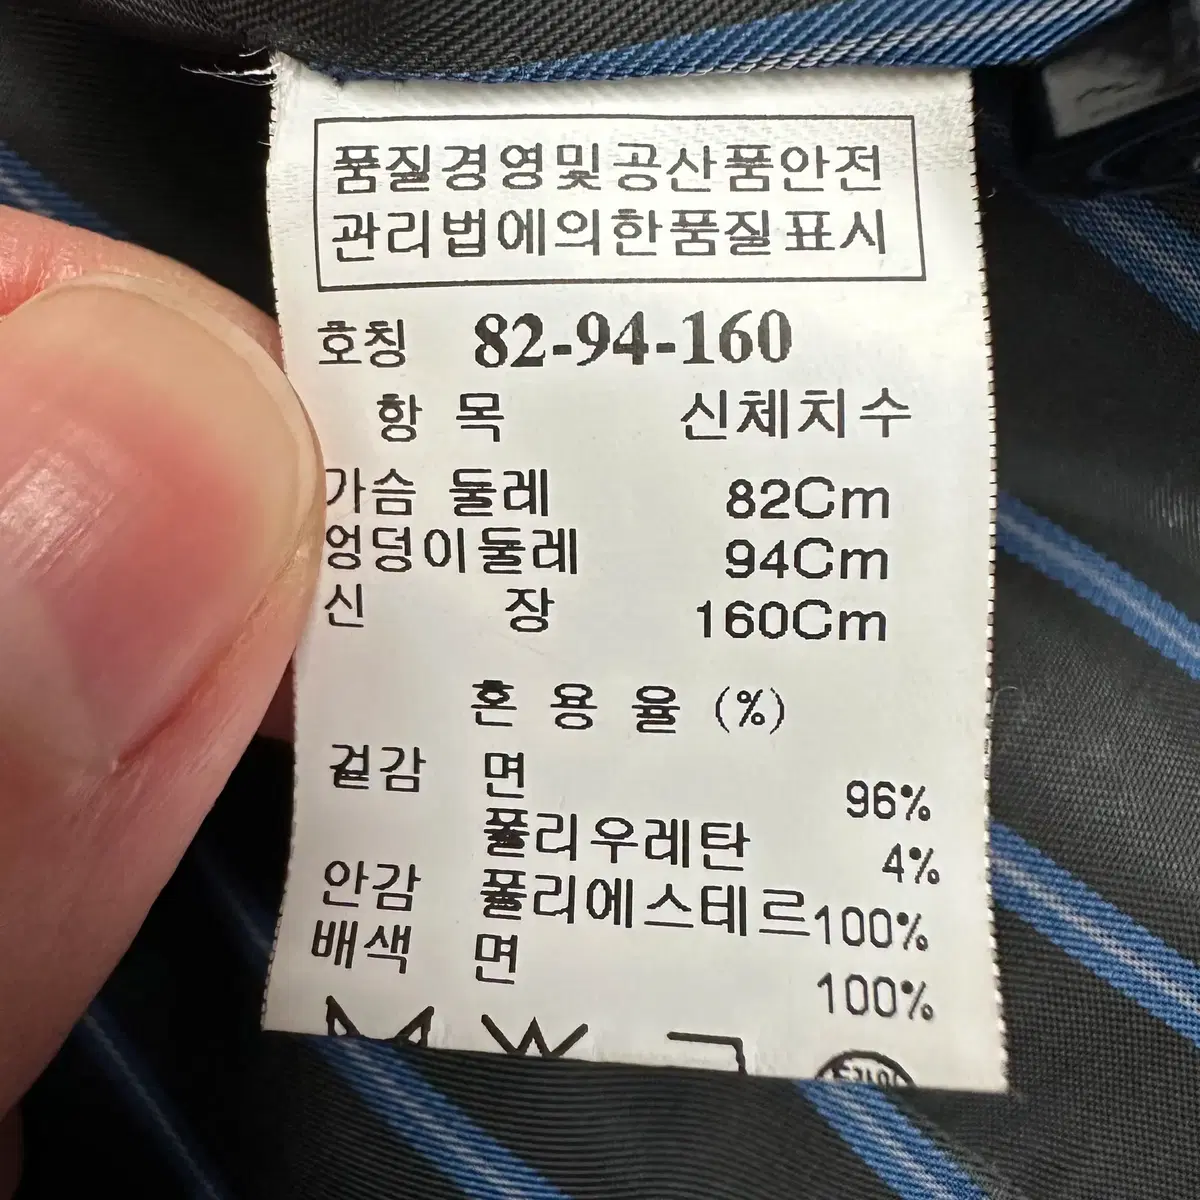 품질경영및공산품안전
관리법에의한품질표시
호칭 82-94-160
항 목 신체치수
가슴 둘레 82Cm
엉덩이둘레 94Cm
신 장 160Cm
혼 용 율 (%)
겉감 면 96%
폴리우레탄 4%
안감 폴리에스테르100%
배색 면 100%